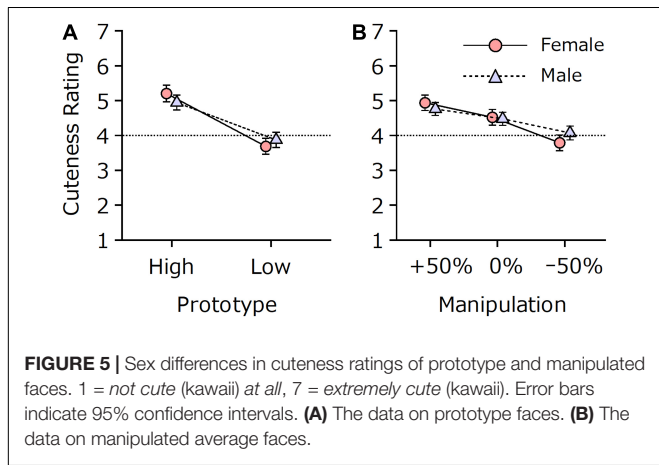 A
B
7
6
5
4
3
2
1
Cuteness Rating
High
Low
Prototype
7
6
5
4
3
2
1
Female
Male
+50%
0%
−50%
Manipulation
FIGURE 5 | Sex differences in cuteness ratings of prototype and manipulated
faces. 1 = not cute (kawaii) at all, 7 = extremely cute (kawaii). Error bars
indicate 95% confidence intervals. (A) The data on prototype faces. (B) The
data on manipulated average faces.